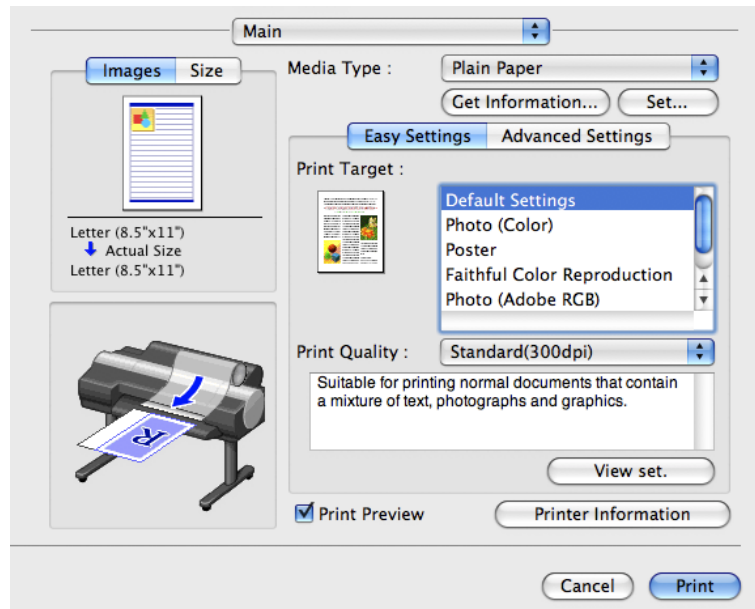 Main
Images Size
Letter (8.5"x11")
Actual Size
Letter (8.5"x11")
R
Media Type :
Plain Paper
Get Information...) Set...
Easy Settings Advanced Settings
Print Target :
Default Settings
Photo (Color)
Poster
Faithful Color Reproduction
Photo (Adobe RGB)
Print Quality :
Standard(300dpi)
Suitable for printing normal documents that contain
a mixture of text, photographs and graphics.
View set.
Print Preview
Printer Information
Cancel Print